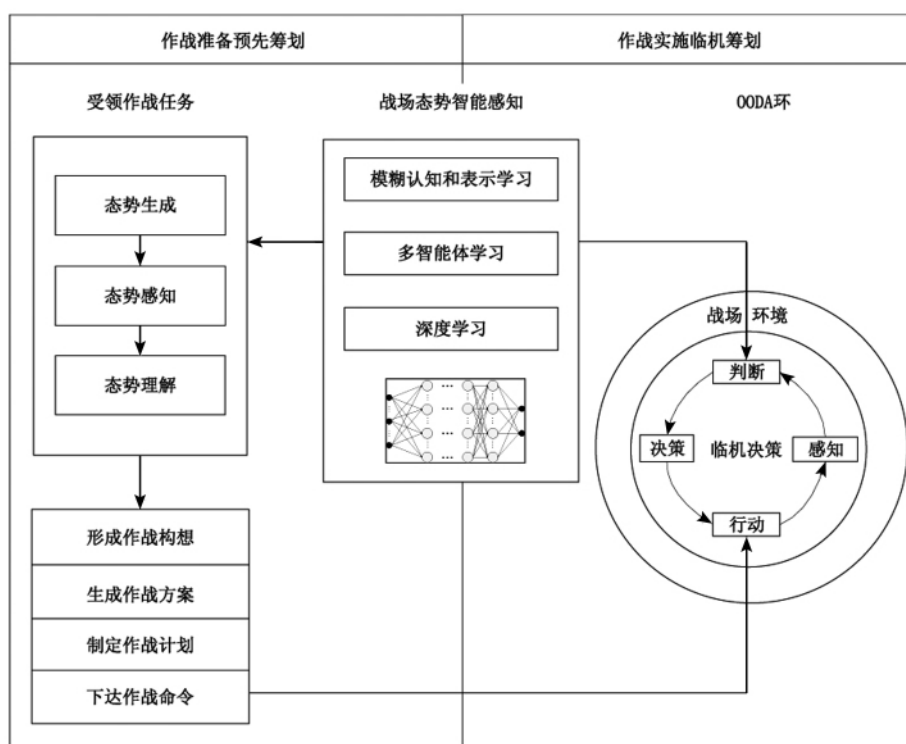 作战准备预先筹划
作战实施临机筹划
受领作战任务
战场态势智能感知
OODA环
态势生成
态势感知
态势理解
模糊认知和表示学习
多智能体学习
深度学习
战场 环境
判断
决策
临机决策
感知
行动
形成作战构想
生成作战方案
制定作战计划
下达作战命令